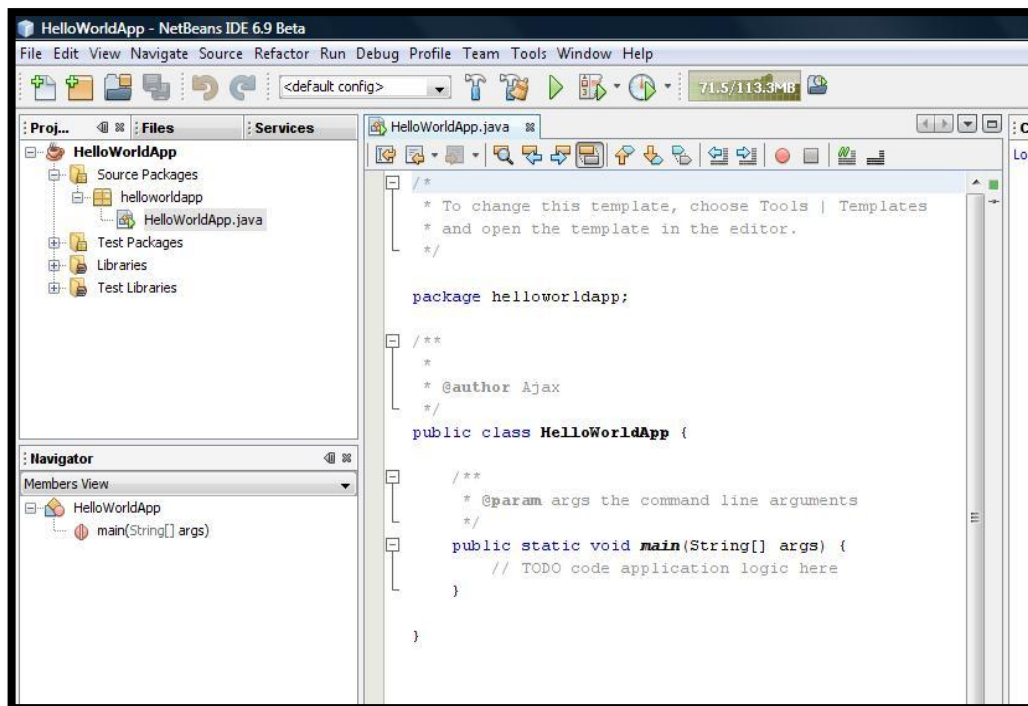 HelloWorldApp - NetBeans IDE 6.9 Beta
File Edit View Navigate Source Refactor Run Debug Profile Team Tools Window Help
<default config>
71.5/113.3MB
Proj...
Files
Services
HelloWorldApp
Source Packages
helloworldapp
HelloWorldApp.java
Test Packages
Libraries
Test Libraries
Navigator
Members View
HelloWorldApp
main(String[] args)
HelloWorldApp.java
/*
* To change this template, choose Tools | Templates
* and open the template in the editor.
*/
package helloworldapp;
/**
*
* @author Ajax
*/
public class HelloWorldApp {
/**
* @param args the command line arguments
*/
public static void main(String[] args) {
// TODO code application logic here
}
}